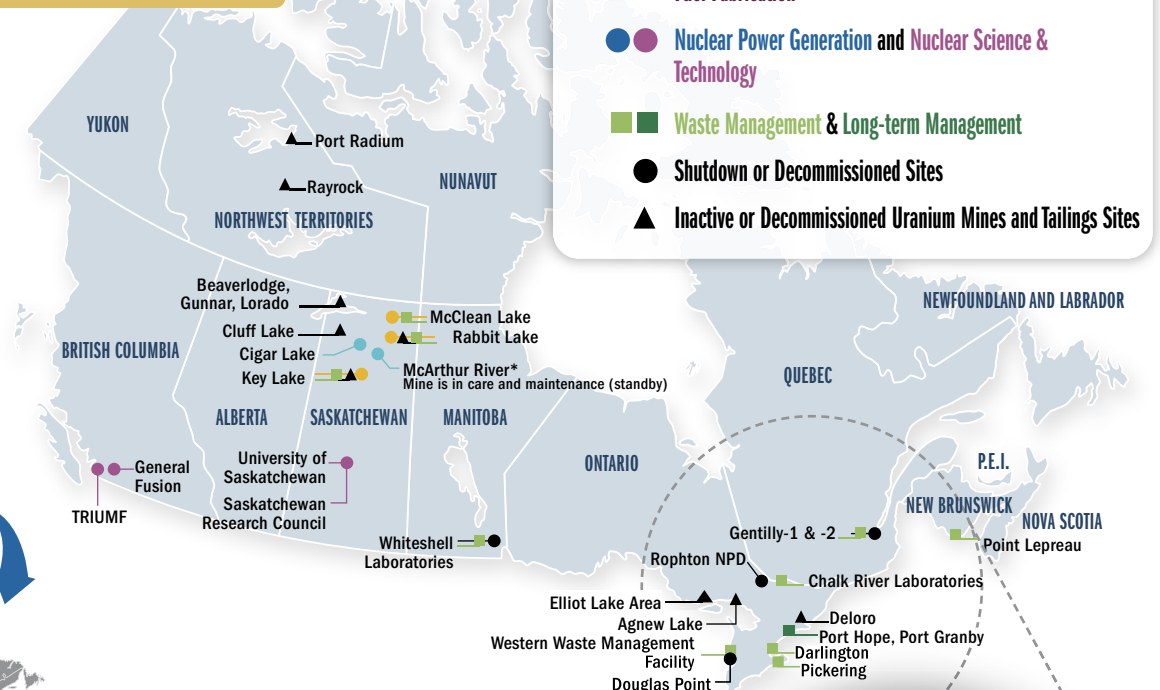 Fuel Fabrication
Nuclear Power Generation and Nuclear Science &
Technology
Waste Management & Long-term Management
Shutdown or Decommissioned Sites
Inactive or Decommissioned Uranium Mines and Tailings Sites
YUKON
Port Radium
Rayrock
NUNAVUT
NORTHWEST TERRITORIES
Beaverlodge,
Gunnar, Lorado
Cluff Lake
Cigar Lake
Key Lake
McClean Lake
Rabbit Lake
McArthur River*
Mine is in care and maintenance (standby)
BRITISH COLUMBIA
ALBERTA
SASKATCHEWAN
MANITOBA
ONTARIO
QUEBEC
NEWFOUNDLAND AND LABRADOR
P.E.I.
NEW BRUNSWICK
NOVA SCOTIA
Point Lepreau
General
Fusion
TRIUMF
University of
Saskatchewan
Saskatchewan
Research Council
Whiteshell
Laboratories
Gentilly-1 & -2
Rophton NPD
Chalk River Laboratories
Elliot Lake Area
Agnew Lake
Deloro
Port Hope, Port Granby
Western Waste Management
Facility
Darlington
Pickering
Douglas Point